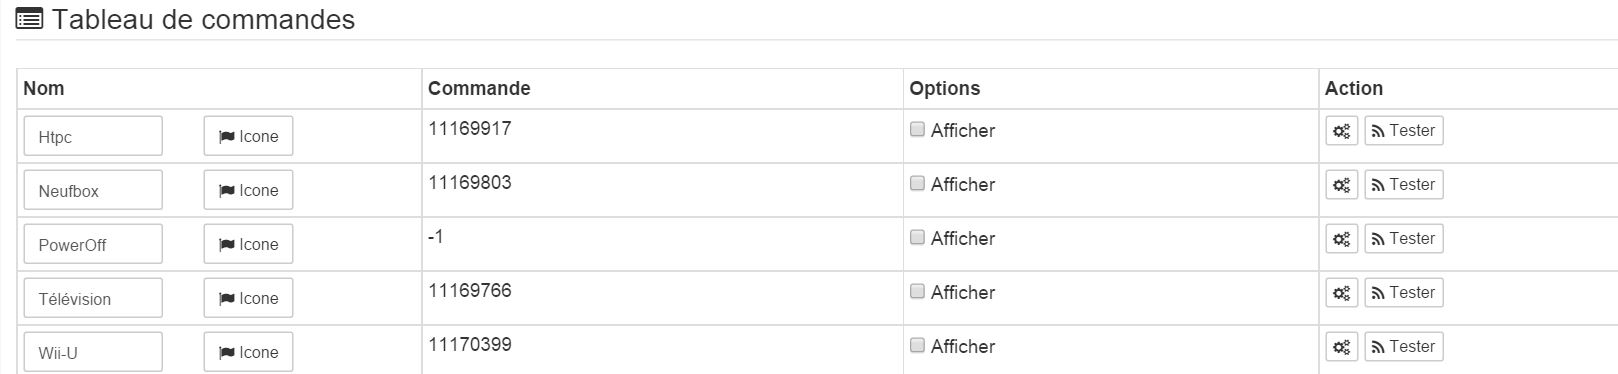 Tableau de commandes
Nom Commande Options Action
Htpc Icone 11169917 Afficher Tester
Neufbox Icone 11169803 Afficher Tester
PowerOff Icone -1 Afficher Tester
Télévision Icone 11169766 Afficher Tester
Wii-U Icone 11170399 Afficher Tester